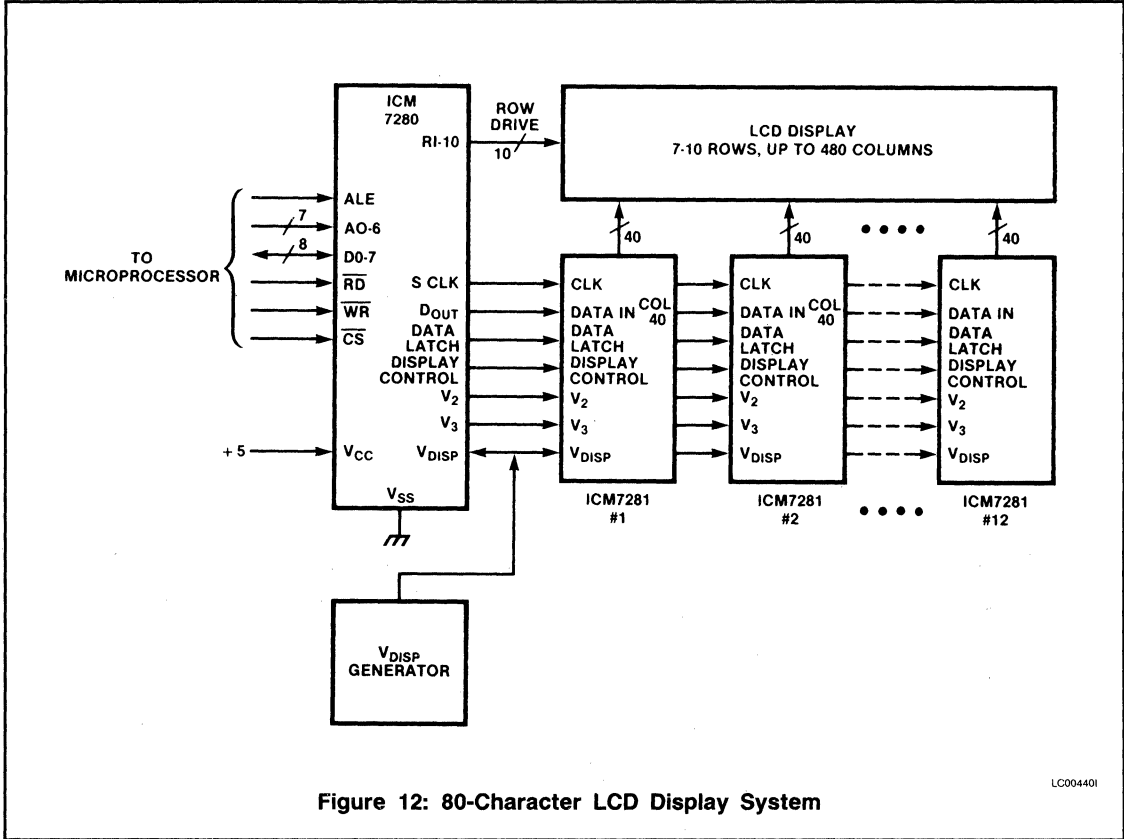 ICM
7280
RI-10
ROW
DRIVE
10
LCD DISPLAY
7-10 ROWS, UP TO 480 COLUMNS
TO
MICROPROCESSOR
ALE
7
AO-6
8
D0-7
RD
WR
CS
+ 5
VCC
VSS
S CLK
DOUT
DATA
LATCH
DISPLAY
CONTROL
V2
V3
VDISP
40
CLK
DATA IN
COL
40
DATA
LATCH
DISPLAY
CONTROL
V2
V3
VDISP
ICM7281
#1
40
CLK
DATA IN
COL
40
DATA
LATCH
DISPLAY
CONTROL
V2
V3
VDISP
ICM7281
#2
40
CLK
DATA IN
DATA
LATCH
DISPLAY
CONTROL
V2
V3
VDISP
ICM7281
#12
VDISP
GENERATOR
LC00440I
Figure 12: 80-Character LCD Display System